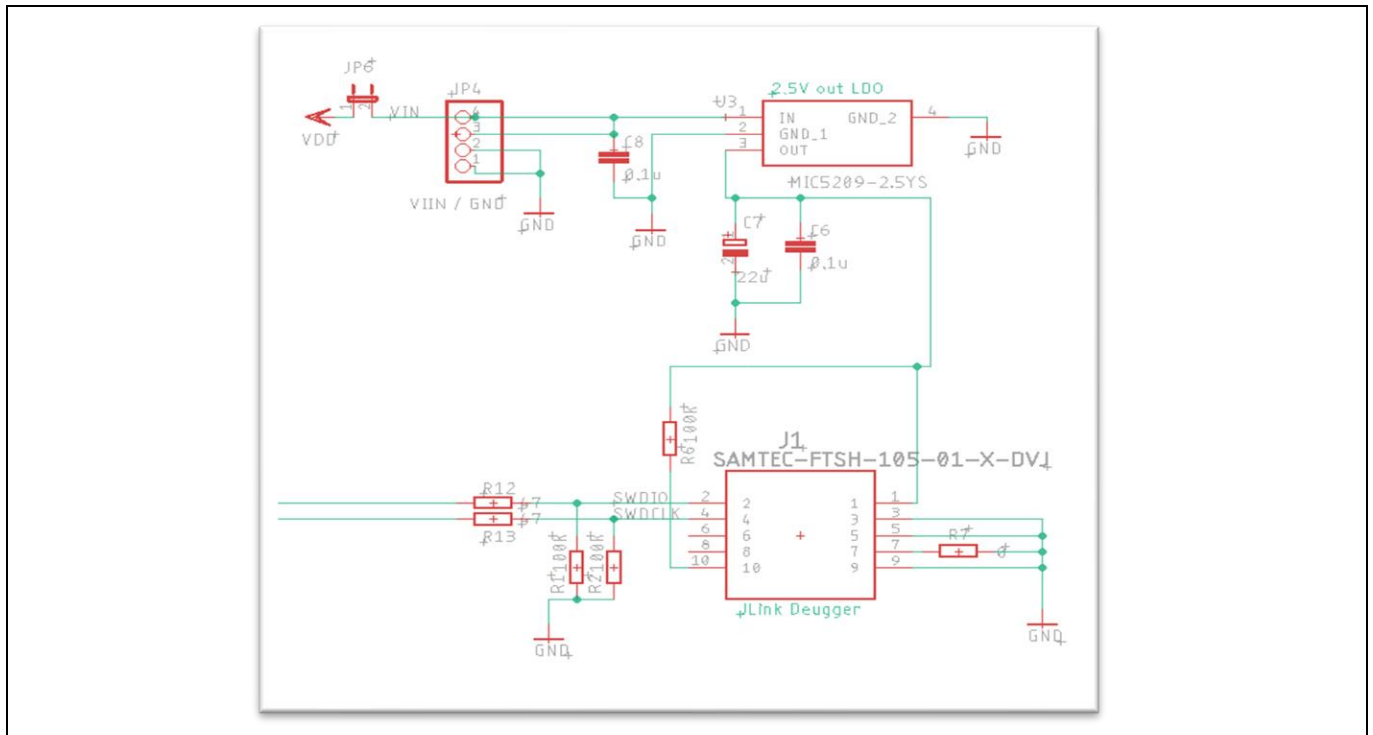 JP6
1
2
VDD
VIN
JP4
4
3
2
1
VIIN / GND
GND
C8
0.1u
GND
2.5V out LDO
U3
1
2
3
IN
GND_1
OUT
GND_2
4
GND
MIC5209-2.5YS
C7
1
2
22u
C6
0.1u
GND
R6
100K
J1
SAMTEC-FTSH-105-01-X-DV
R12
47
R13
47
SWDIO
SWDCLK
2
4
6
8
10
2
4
6
8
10
1
3
5
7
9
1
3
5
7
9
R7
0
R1
100K
R2
100K
GND
JLink Deugger
GND